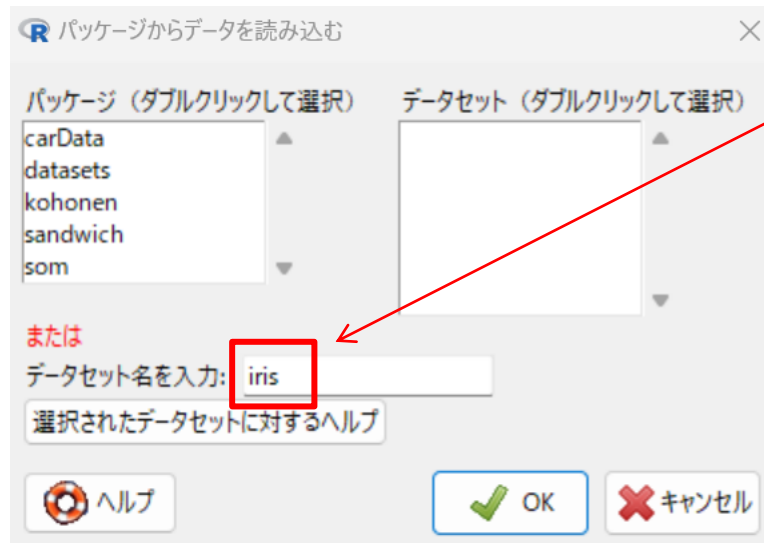 パッケージからデータを読み込む
パッケージ（ダブルクリックして選択）
データセット（ダブルクリックして選択）
carData
datasets
kohonen
sandwich
som
または
データセット名を入力: iris
選択されたデータセットに対するヘルプ
ヘルプ
OK
キャンセル